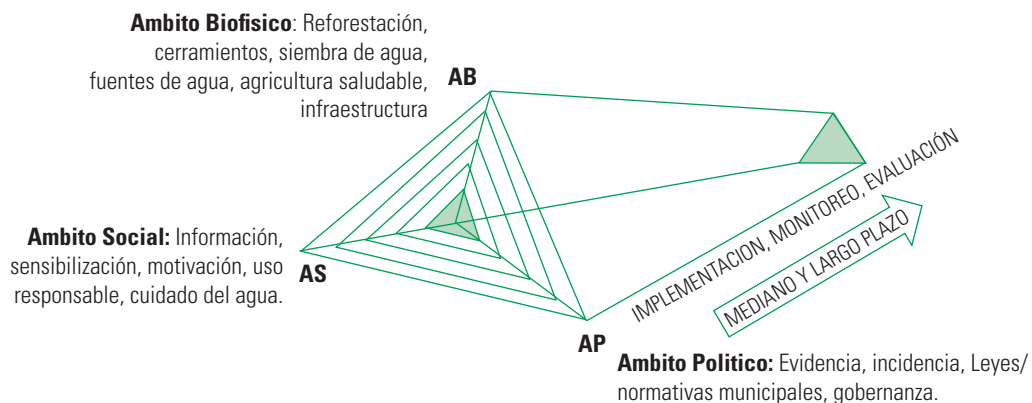 Ambito Biofisico: Reforestación,
cerramientos, siembra de agua,
fuentes de agua, agricultura saludable,
infraestructura
AB
Ambito Social: Información,
sensibilización, motivación, uso
responsable, cuidado del agua.
AS
AP
IMPLEMENTACION, MONITOREO, EVALUACIÓN
MEDIANO Y LARGO PLAZO
Ambito Politico: Evidencia, incidencia, Leyes/
normativas municipales, gobernanza.